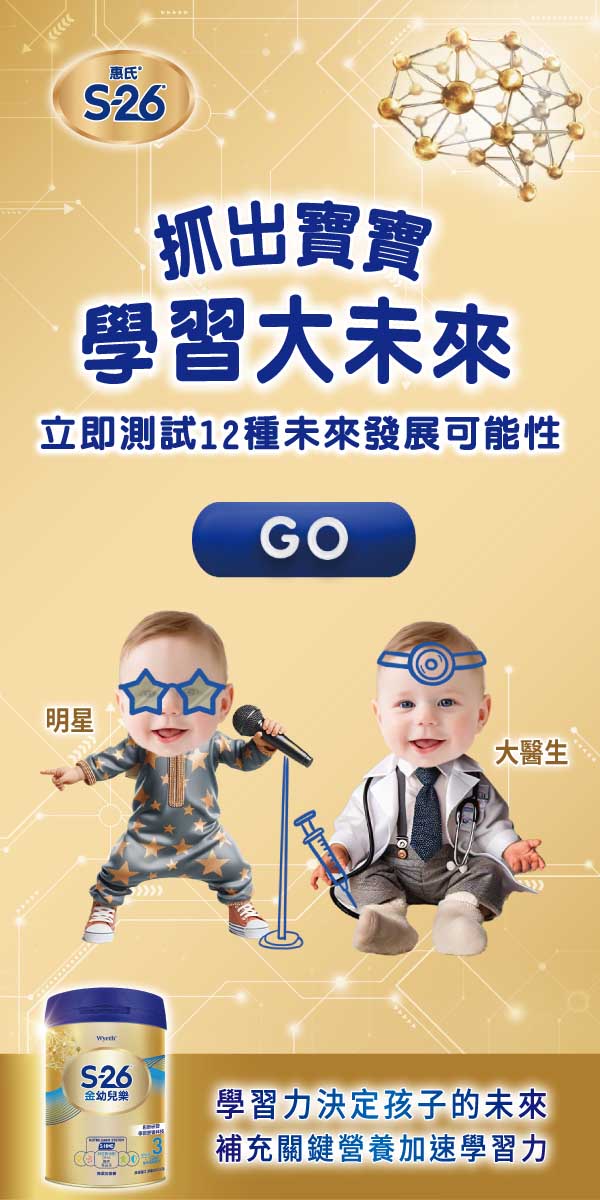 惠氏®
S-26
抓出寶寶
學習大未來
立即測試12種未來發展可能性
GO
明星
大醫生
Wyeth®
S-26
金幼兒樂
3
學習力決定孩子的未來
補充關鍵營養加速學習力